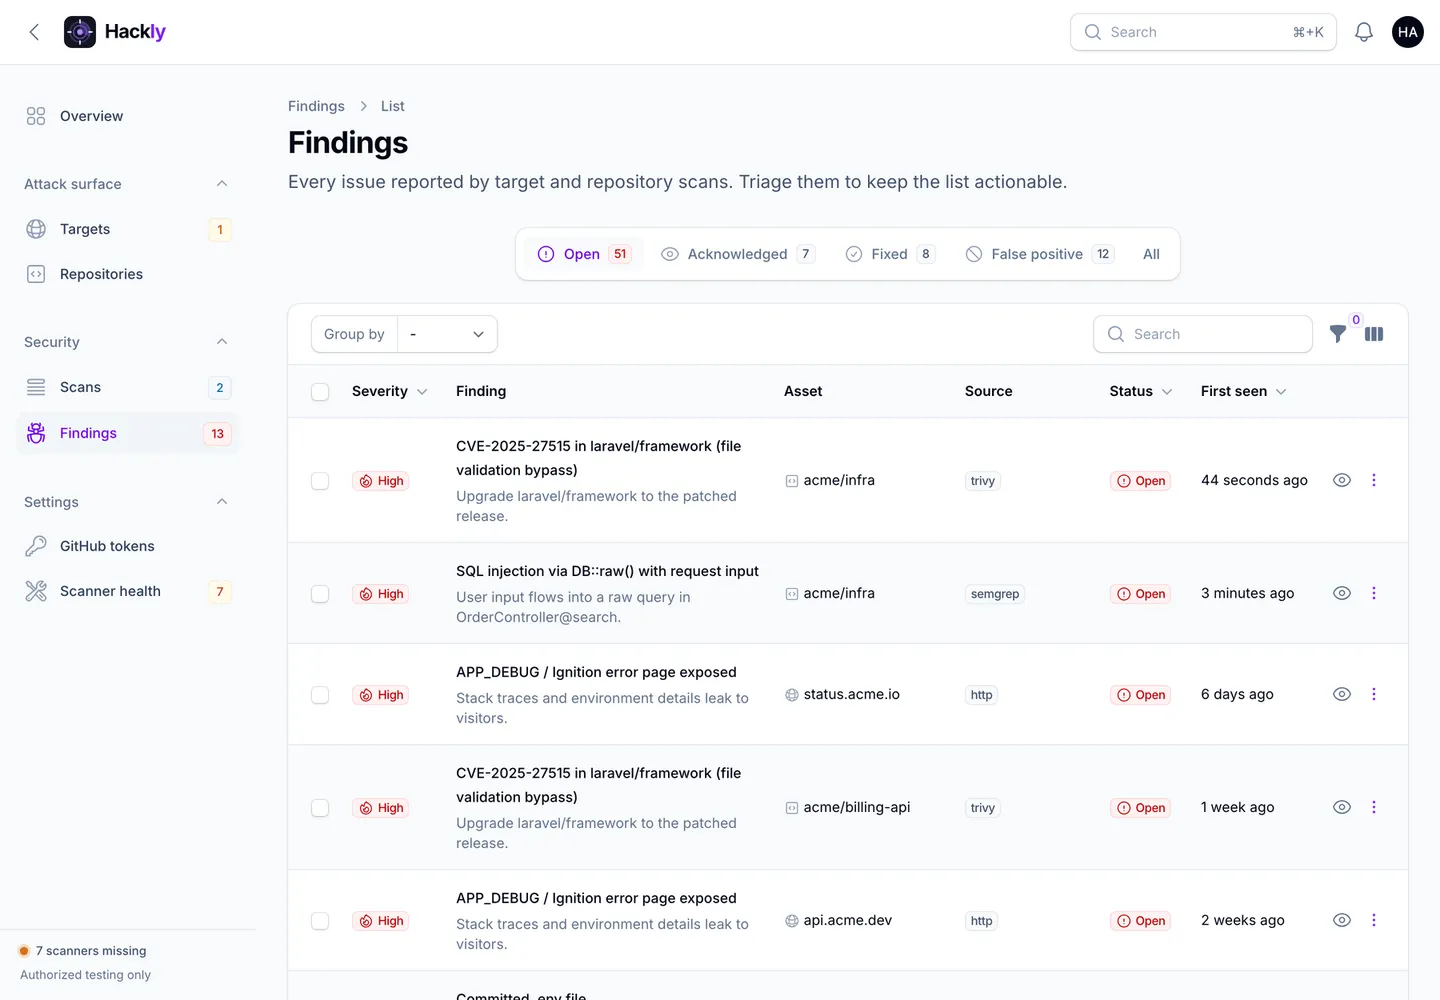 Hackly
Search
⌘+K
HA
Overview
Attack surface
Targets
1
Repositories
Security
Scans
2
Findings
13
Settings
GitHub tokens
Scanner health
7
7 scanners missing
Authorized testing only
Findings > List
Findings
Every issue reported by target and repository scans. Triage them to keep the list actionable.
Open 51 Acknowledged 7 Fixed 8 False positive 12 All
Group by -
Search
0
Severity Finding Asset Source Status First seen
CVE-2025-27515 in laravel/framework (file
validation bypass)
Upgrade laravel/framework to the patched
release.
High acme/infra trivy Open 44 seconds ago
SQL injection via DB::raw() with request input
User input flows into a raw query in
OrderController@search.
High acme/infra semgrep Open 3 minutes ago
APP_DEBUG / Ignition error page exposed
Stack traces and environment details leak to
visitors.
High status.acme.io http Open 6 days ago
CVE-2025-27515 in laravel/framework (file
validation bypass)
Upgrade laravel/framework to the patched
release.
High acme/billing-api trivy Open 1 week ago
APP_DEBUG / Ignition error page exposed
Stack traces and environment details leak to
visitors.
High api.acme.dev http Open 2 weeks ago
Committed .env file